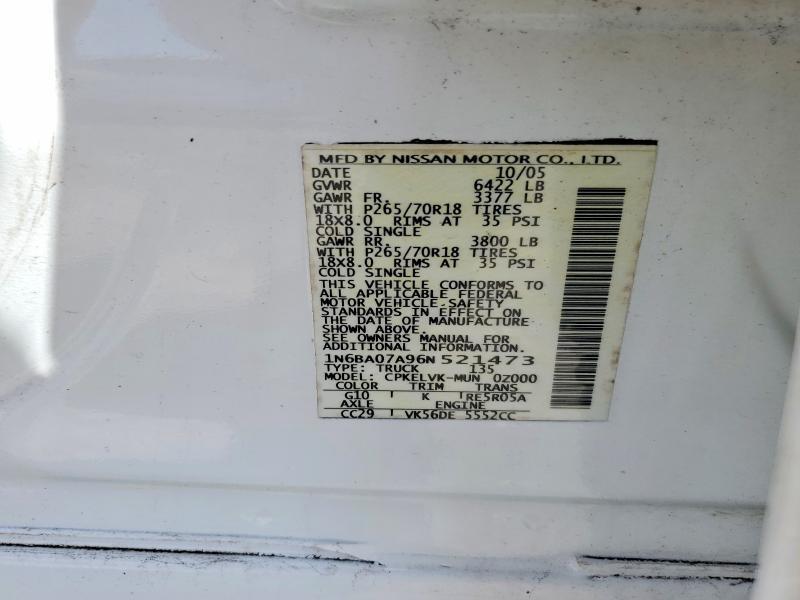 MFD BY NISSAN MOTOR CO., LTD.
DATE 10/05
GVWR 6422 LB
GAWR FR. 3377 LB
WITH P265/70R18 TIRES
18X8.0 RIMS AT 35 PSI
COLD SINGLE
GAWR RR. 3800 LB
WITH P265/70R18 TIRES
18X8.0 RIMS AT 35 PSI
COLD SINGLE
THIS VEHICLE CONFORMS TO
ALL APPLICABLE FEDERAL
MOTOR VEHICLE SAFETY
STANDARDS IN EFFECT ON
THE DATE OF MANUFACTURE
SHOWN ABOVE.
SEE OWNERS MANUAL FOR
ADDITIONAL INFORMATION.
1N6BA07A96N521473
TYPE: TRUCK 135
MODEL: CPKELVK-MUN 0Z000
COLOR TRIM TRANS
G10 K RE5R05A
AXLE ENGINE
CC29 VK56DE 5552CC